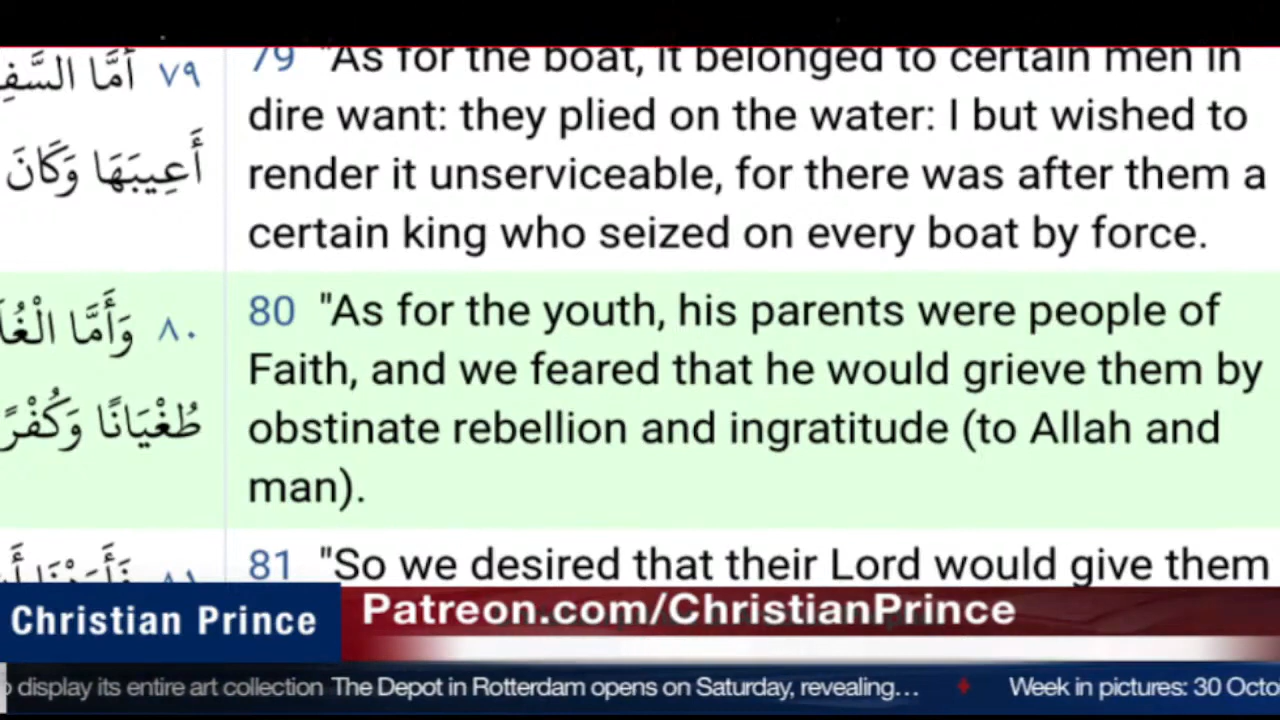 79 "As for the boat, it belonged to certain men in
dire want: they plied on the water: I but wished to
render it unserviceable, for there was after them a
certain king who seized on every boat by force.
٧٩ أَمَّا السَّفِ
أَعِيبَهَا وَكَانَ
80 "As for the youth, his parents were people of
Faith, and we feared that he would grieve them by
obstinate rebellion and ingratitude (to Allah and
man).
٨٠ وَأَمَّا الْغُلَ
طُغْيَانًا وَكُفْرً
81 "So we desired that their Lord would give them
٨١
Christian Prince
Patreon.com/ChristianPrince
o display its entire art collection The Depot in Rotterdam opens on Saturday, revealing... Week in pictures: 30 Octo